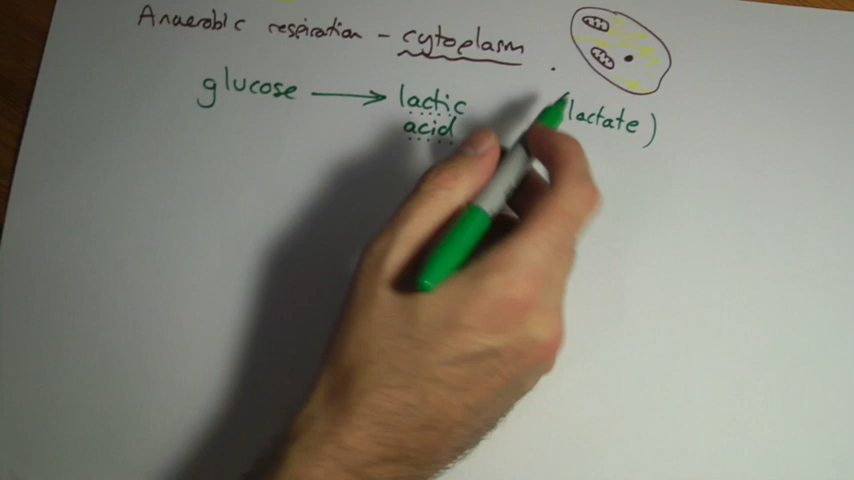 Anaerobic respiration - cytoplasm
glucose → lactic (lactate)
acid